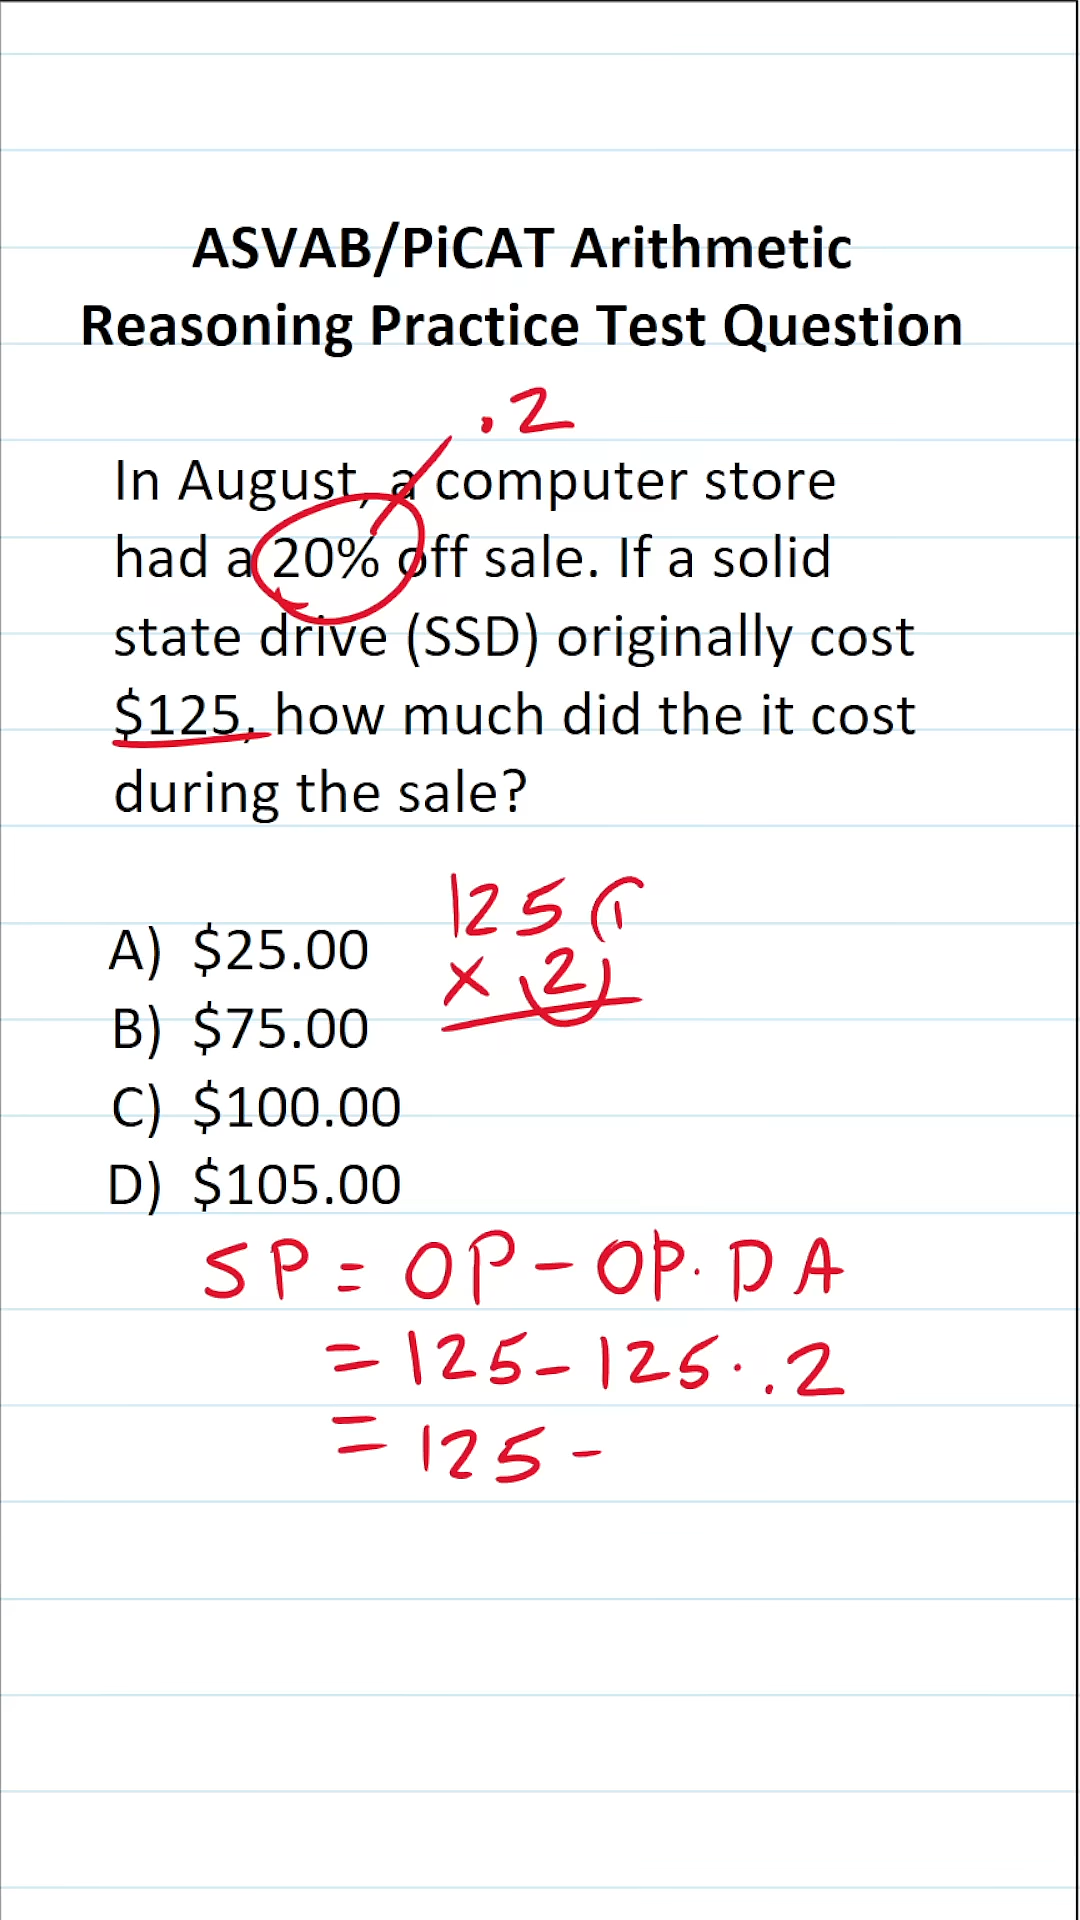 ASVAB/PiCAT Arithmetic
Reasoning Practice Test Question
.2
In August, a computer store
had a 20% off sale. If a solid
state drive (SSD) originally cost
$125, how much did the it cost
during the sale?
125
× .2
A) $25.00
B) $75.00
C) $100.00
D) $105.00
SP = OP - OP · DA
= 125 - 125 · .2
= 125 -